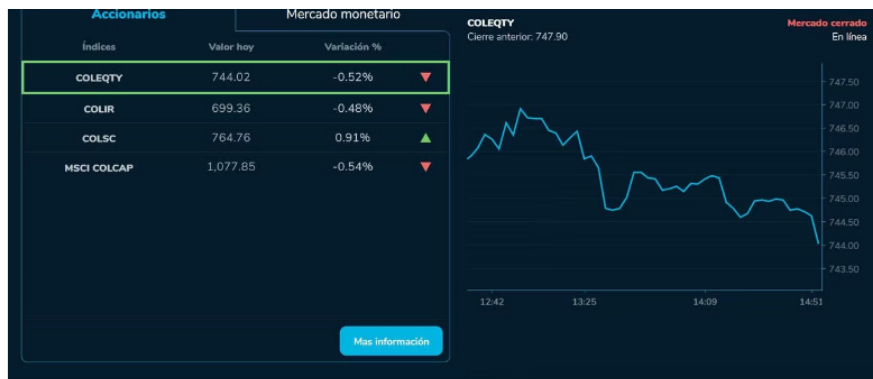 Accionarios Mercado monetario
Índices Valor hoy Variación %
COLEQTY 744.02 -0.52%
COLIR 699.36 -0.48%
COLSC 764.76 0.91%
MSCI COLCAP 1,077.85 -0.54%
Mas información
COLEQTY Mercado cerrado
Cierre anterior: 747.90 En línea
747.50
747.00
746.50
746.00
745.50
745.00
744.50
744.00
743.50
12:42 13:25 14:09 14:51